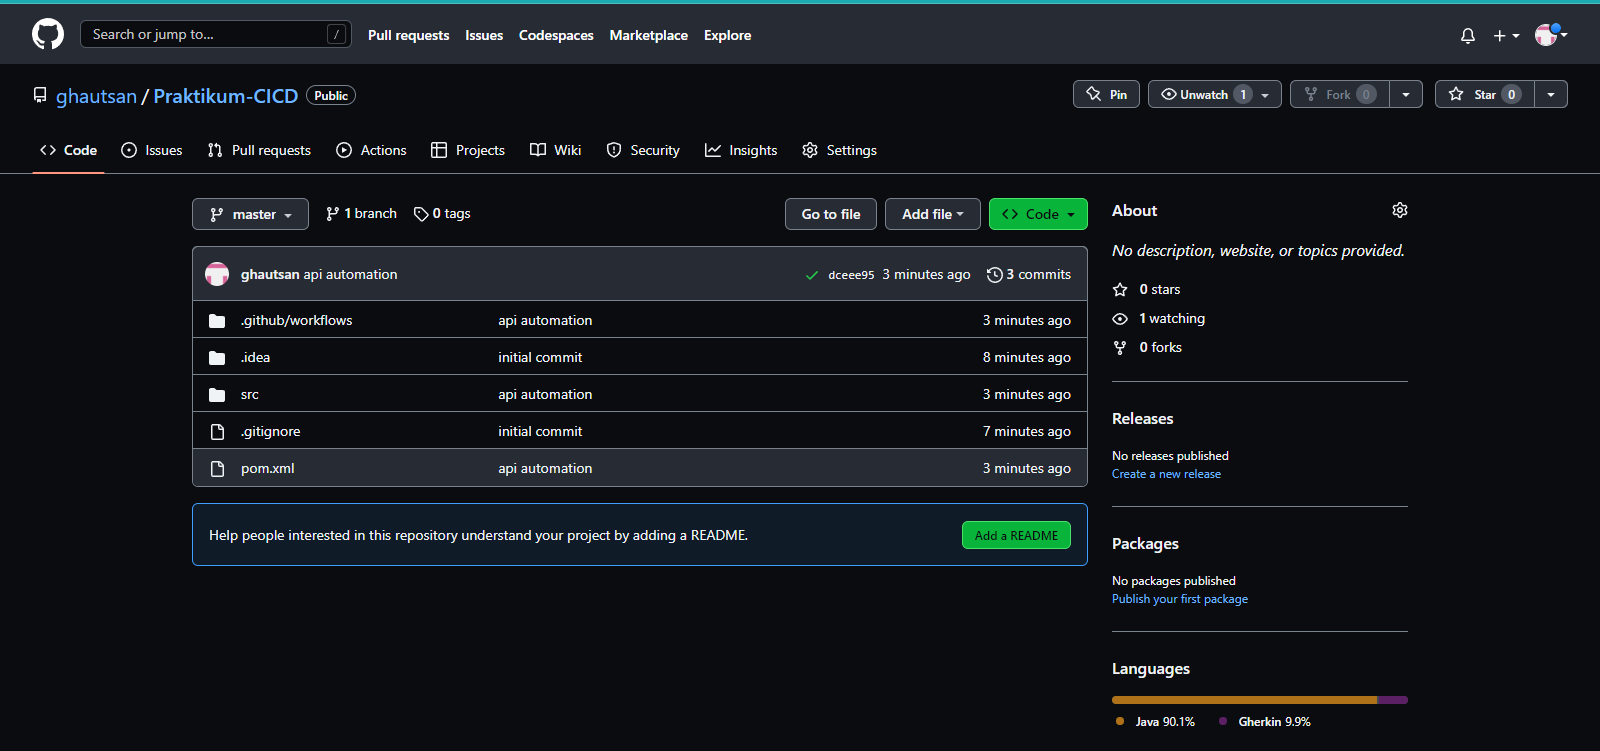 Search or jump to... / Pull requests Issues Codespaces Marketplace Explore
ghautsan / Praktikum-CICD Public Pin Unwatch 1 Fork 0 Star 0
Code Issues Pull requests Actions Projects Wiki Security Insights Settings
master 1 branch 0 tags Go to file Add file Code
ghautsan api automation dceee95 3 minutes ago 3 commits
.github/workflows api automation 3 minutes ago
.idea initial commit 8 minutes ago
src api automation 3 minutes ago
.gitignore initial commit 7 minutes ago
pom.xml api automation 3 minutes ago
Help people interested in this repository understand your project by adding a README. Add a README
About
No description, website, or topics provided.
0 stars
1 watching
0 forks
Releases
No releases published
Create a new release
Packages
No packages published
Publish your first package
Languages
Java 90.1% Gherkin 9.9%